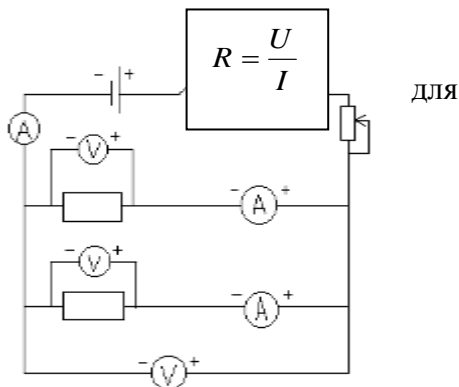 R = U/I
для
- +
A
- V +
- A +
- V +
- A +
- V +